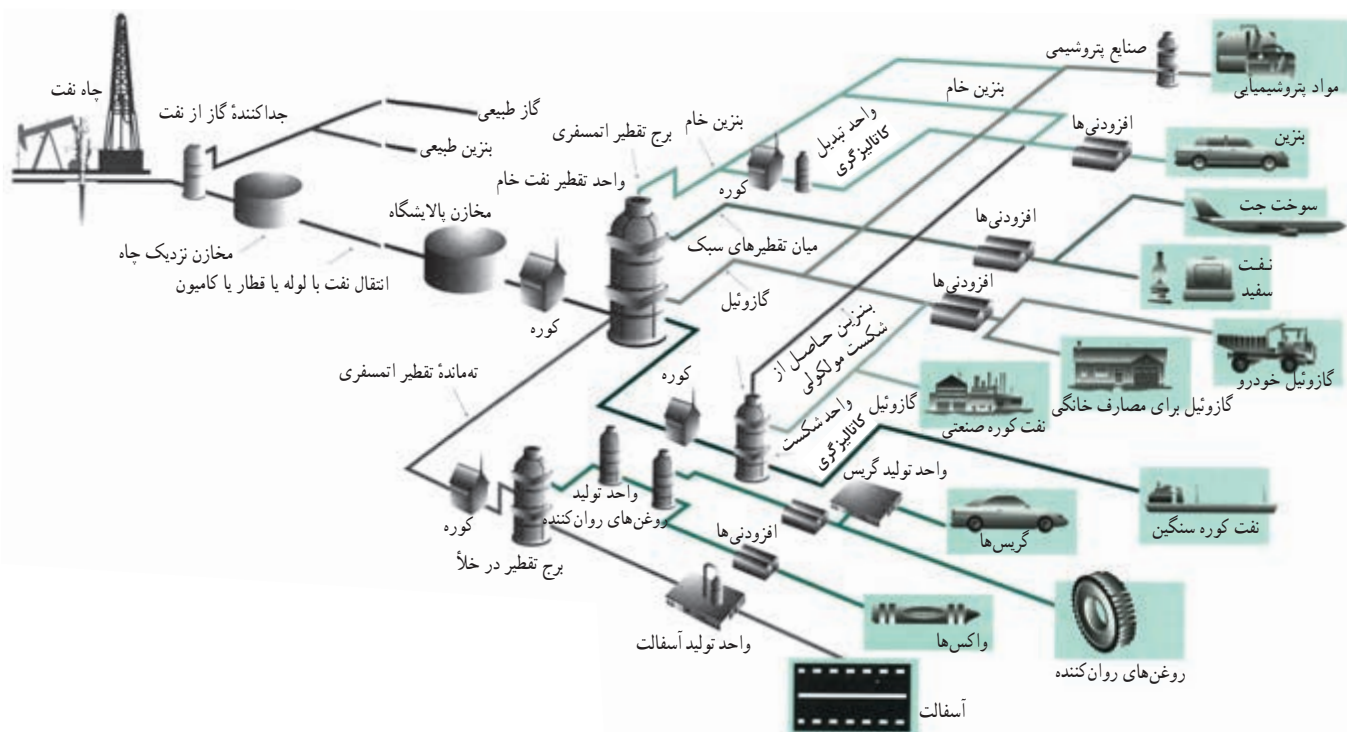 چاه نفت
جداکنندهٔ گاز از نفت
گاز طبیعی
بنزین طبیعی
مخازن نزدیک چاه
انتقال نفت با لوله یا قطار یا کامیون
مخازن پالایشگاه
کوره
واحد تقطیر نفت خام
برج تقطیر اتمسفری
بنزین خام
کوره
واحد تبدیل
کاتالیزگری
بنزین خام
صنایع پتروشیمی
مواد پتروشیمیایی
افزودنی‌ها
بنزین
میان تقطیرهای سبک
افزودنی‌ها
سوخت جت
نـفـت
سفید
گازوئیل
افزودنی‌ها
گازوئیل خودرو
گازوئیل برای مصارف خانگی
بنـزیـن حـاصـل از
شکست مولکولی
گازوئیل
نفت کوره صنعتی
کوره
واحد شکست
کاتالیزگری
نفت کوره سنگین
ته‌ماندهٔ تقطیر اتمسفری
کوره
برج تقطیر در خلأ
واحد تولید
روغن‌های روان‌کننده
واحد تولید گریس
گریس‌ها
افزودنی‌ها
واکس‌ها
روغن‌های روان‌کننده
واحد تولید آسفالت
آسفالت